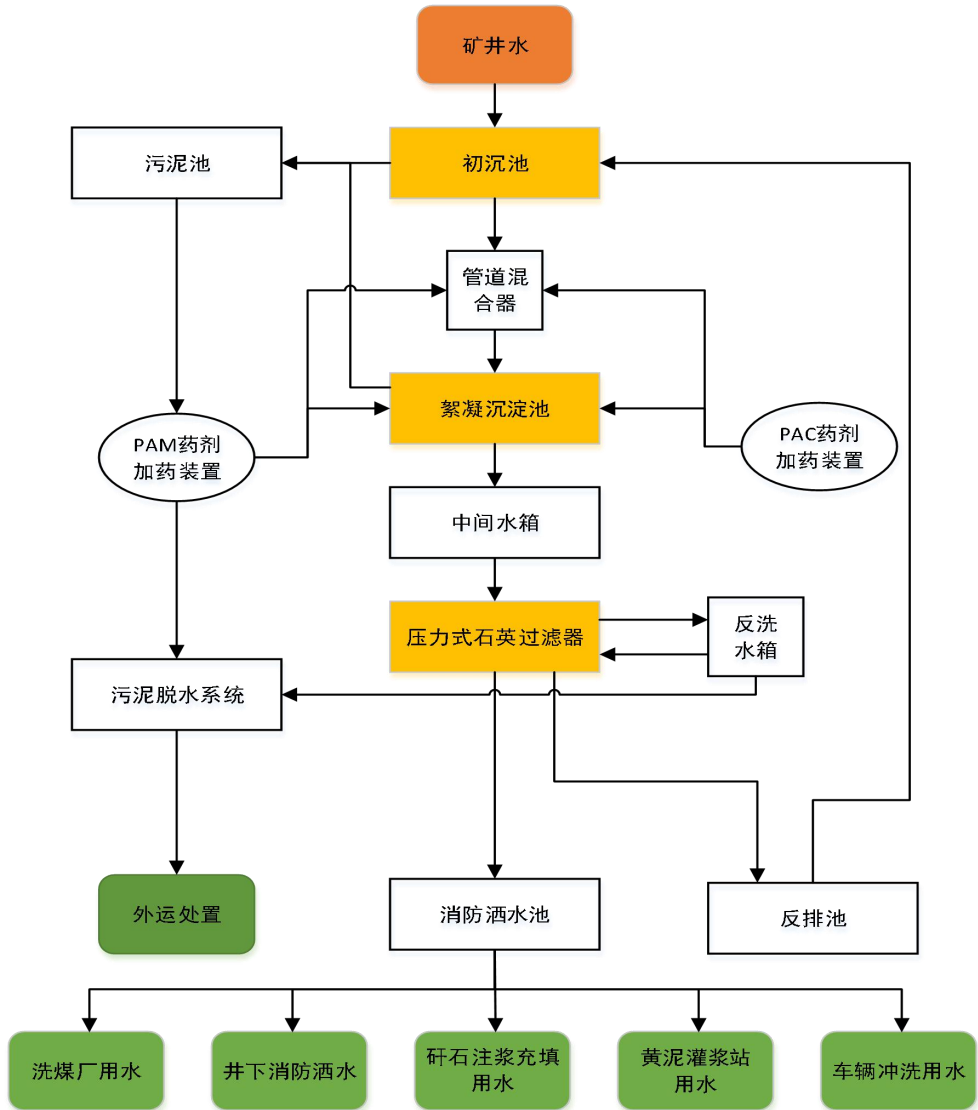 矿井水
污泥池
初沉池
管道混
合器
絮凝沉淀池
PAM药剂
加药装置
PAC药剂
加药装置
中间水箱
压力式石英过滤器
反洗
水箱
污泥脱水系统
外运处置
消防洒水池
反排池
洗煤厂用水
井下消防洒水
矸石注浆充填
用水
黄泥灌浆站
用水
车辆冲洗用水